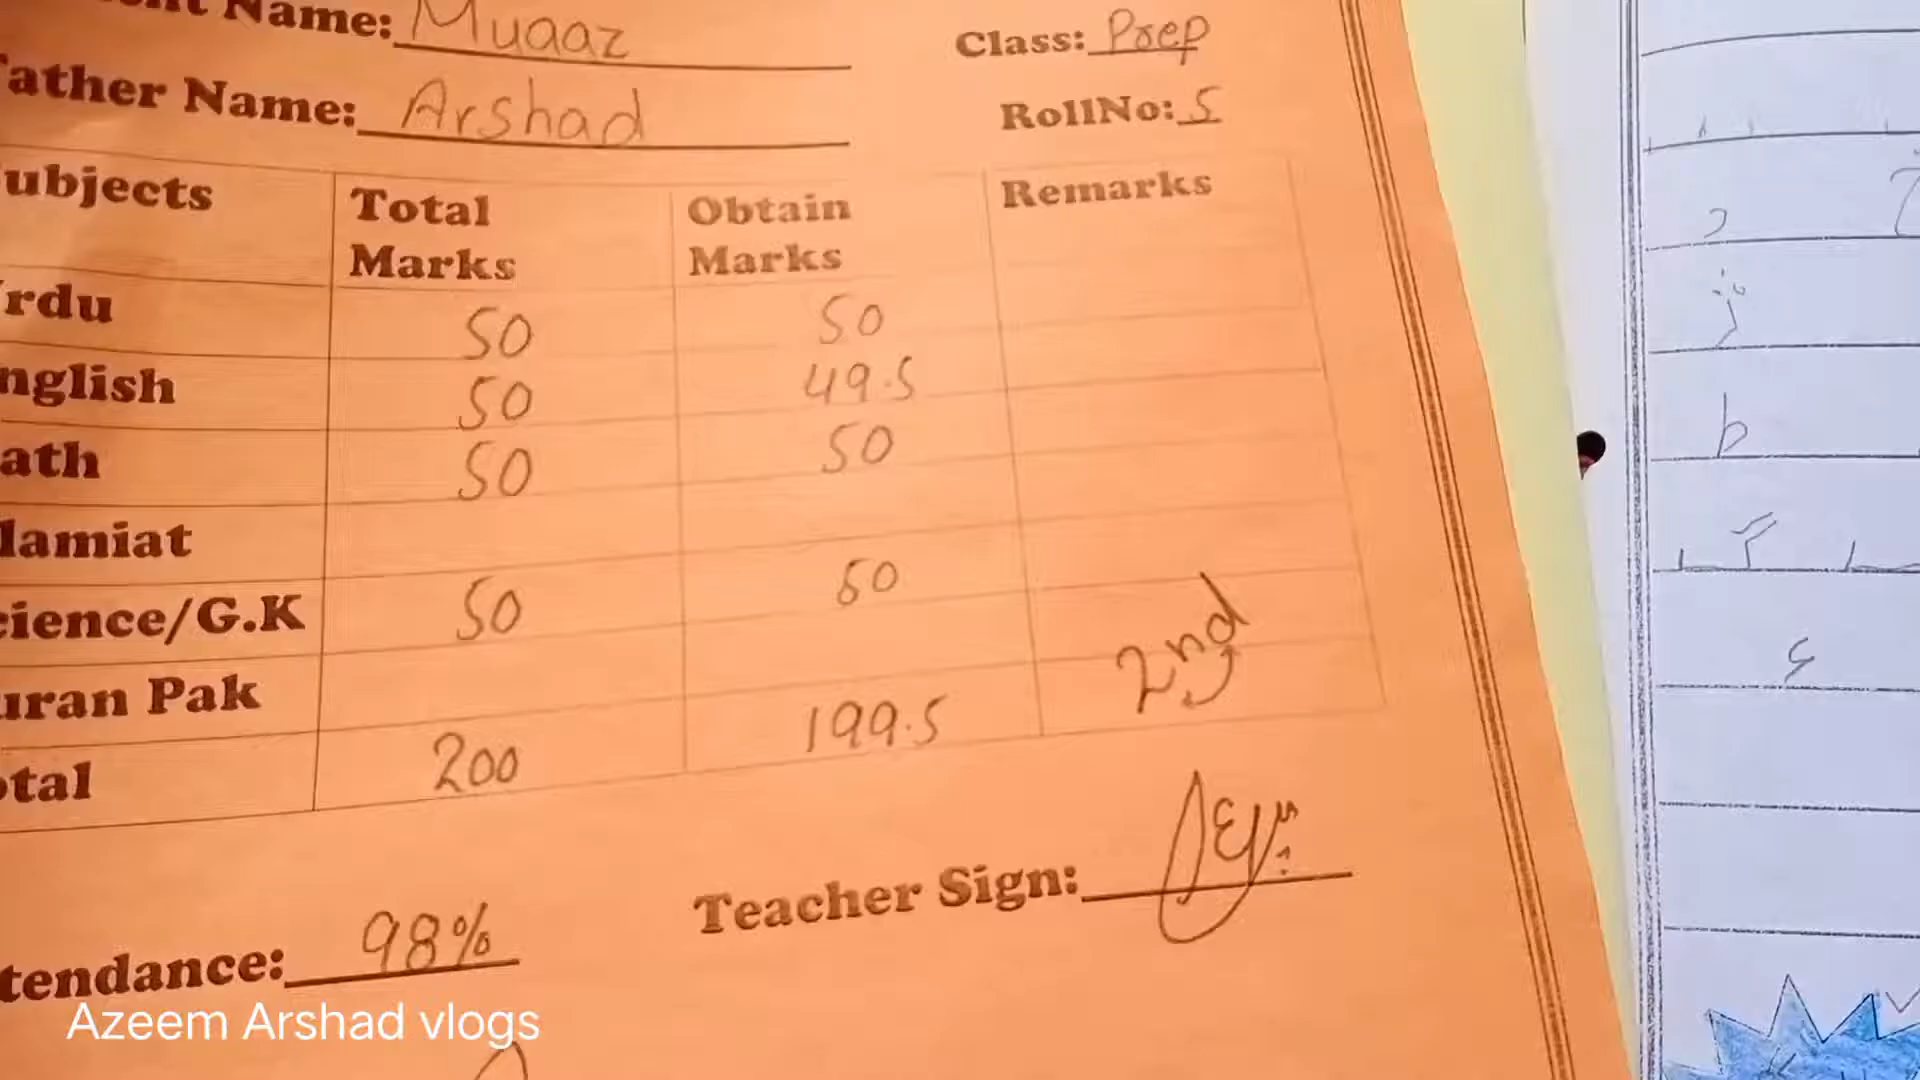 ent Name: Muaaz
Class: Prep
ather Name: Arshad
RollNo: 5
ubjects Total Marks Obtain Marks Remarks
rdu 50 50
nglish 50 49.5
ath 50 50
lamiat
cience/G.K 50 50
uran Pak
otal 200 199.5 2nd
Teacher Sign:
tendance: 98%
Azeem Arshad vlogs
b